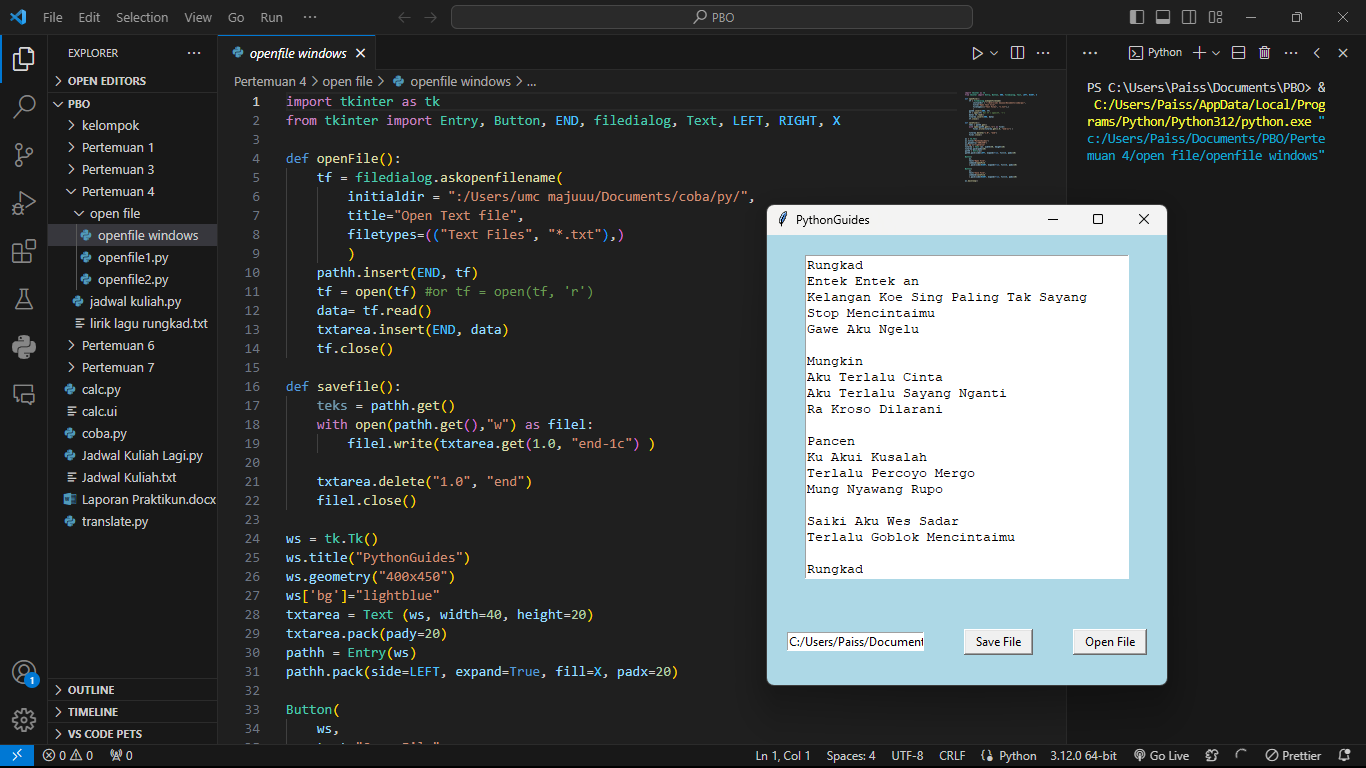 File Edit Selection View Go Run ··· PBO
EXPLORER ···
OPEN EDITORS
PBO
kelompok
Pertemuan 1
Pertemuan 3
Pertemuan 4
open file
openfile windows
openfile1.py
openfile2.py
jadwal kuliah.py
lirik lagu rungkad.txt
Pertemuan 6
Pertemuan 7
calc.py
calc.ui
coba.py
Jadwal Kuliah Lagi.py
Jadwal Kuliah.txt
Laporan Praktikun.docx
translate.py
OUTLINE
TIMELINE
VS CODE PETS
1
openfile windows
Pertemuan 4 > open file > openfile windows > ...
1 import tkinter as tk
2 from tkinter import Entry, Button, END, filedialog, Text, LEFT, RIGHT, X
3
4 def openfile():
5 tf = filedialog.askopenfilename(
6 initialdir = ":/Users/umc majuuu/Documents/coba/py/",
7 title="Open Text file",
8 filetypes=(("Text Files", "*.txt"),)
9 )
10 pathh.insert(END, tf)
11 tf = open(tf) #or tf = open(tf, 'r')
12 data= tf.read()
13 txtarea.insert(END, data)
14 tf.close()
15
16 def savefile():
17 teks = pathh.get()
18 with open(pathh.get(),"w") as filel:
19 filel.write(txtarea.get(1.0, "end-1c") )
20
21 txtarea.delete("1.0", "end")
22 filel.close()
23
24 ws = tk.Tk()
25 ws.title("PythonGuides")
26 ws.geometry("400x450")
27 ws['bg']="lightblue"
28 txtarea = Text (ws, width=40, height=20)
29 txtarea.pack(pady=20)
30 pathh = Entry(ws)
31 pathh.pack(side=LEFT, expand=True, fill=X, padx=20)
32
33 Button(
34 ws,
Python
PS C:\Users\Paiss\Documents\PBO> &
C:/Users/Paiss/AppData/Local/Prog
rams/Python/Python312/python.exe "
c:/Users/Paiss/Documents/PBO/Perte
muan 4/open file/openfile windows"
PythonGuides
Rungkad
Entek Entek an
Kelangan Koe Sing Paling Tak Sayang
Stop Mencintaimu
Gawe Aku Ngelu
Mungkin
Aku Terlalu Cinta
Aku Terlalu Sayang Nganti
Ra Kroso Dilarani
Pancen
Ku Akui Kusalah
Terlalu Percoyo Mergo
Mung Nyawang Rupo
Saiki Aku Wes Sadar
Terlalu Goblok Mencintaimu
Rungkad
C:/Users/Paiss/Document Save File Open File
0 0 0 Ln 1, Col 1 Spaces: 4 UTF-8 CRLF Python 3.12.0 64-bit Go Live Prettier